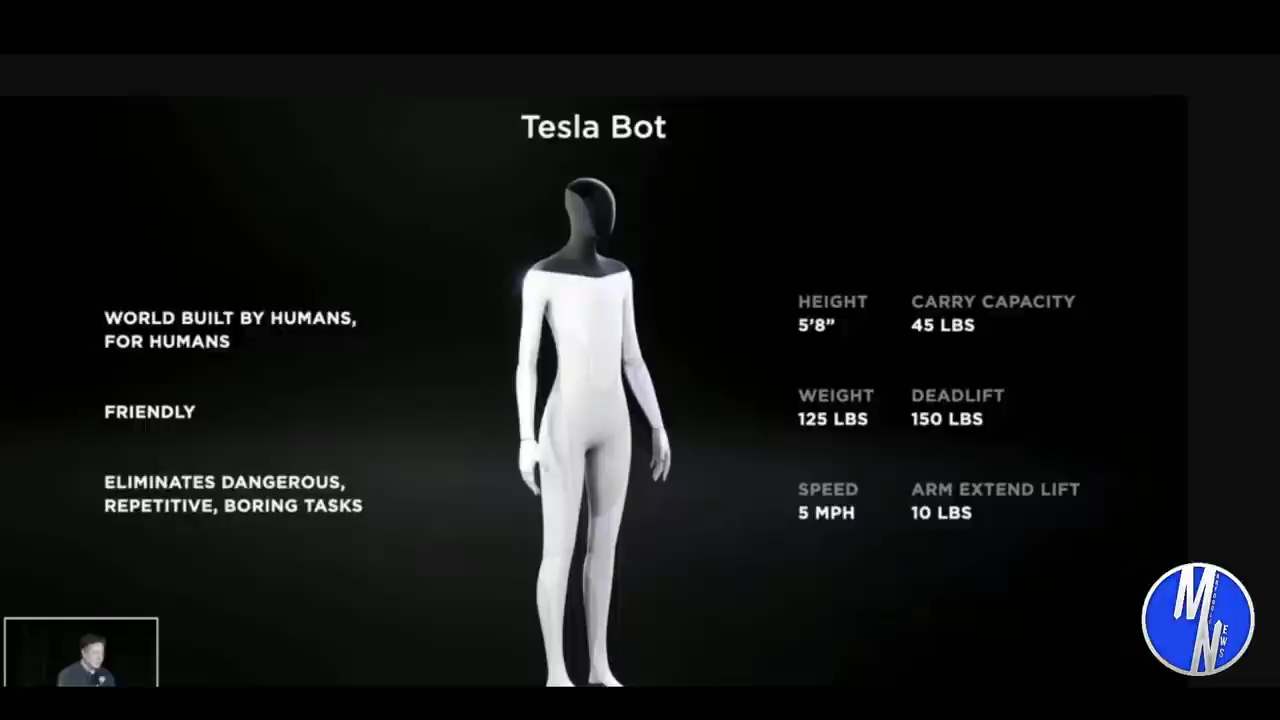 Tesla Bot
WORLD BUILT BY HUMANS,
FOR HUMANS
FRIENDLY
ELIMINATES DANGEROUS,
REPETITIVE, BORING TASKS
HEIGHT
5'8”
CARRY CAPACITY
45 LBS
WEIGHT
125 LBS
DEADLIFT
150 LBS
SPEED
5 MPH
ARM EXTEND LIFT
10 LBS
M
NEWS